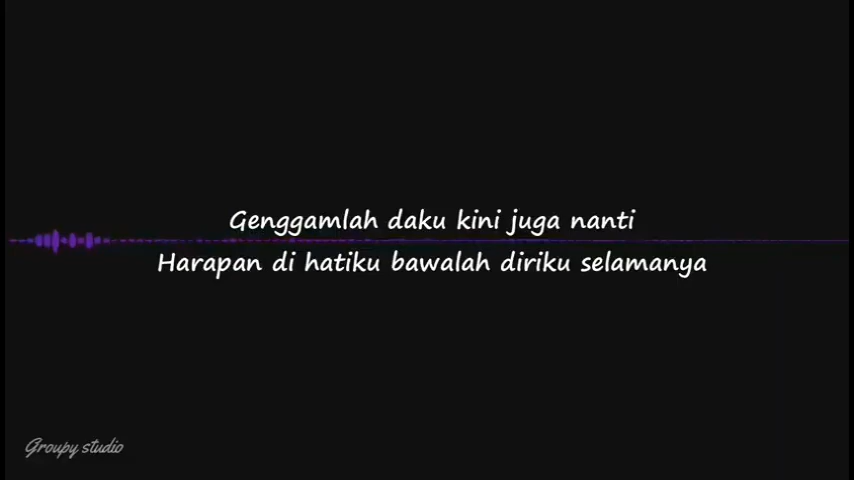 Genggamlah daku kini juga nanti
Harapan di hatiku bawalah diriku selamanya
Groupy studio